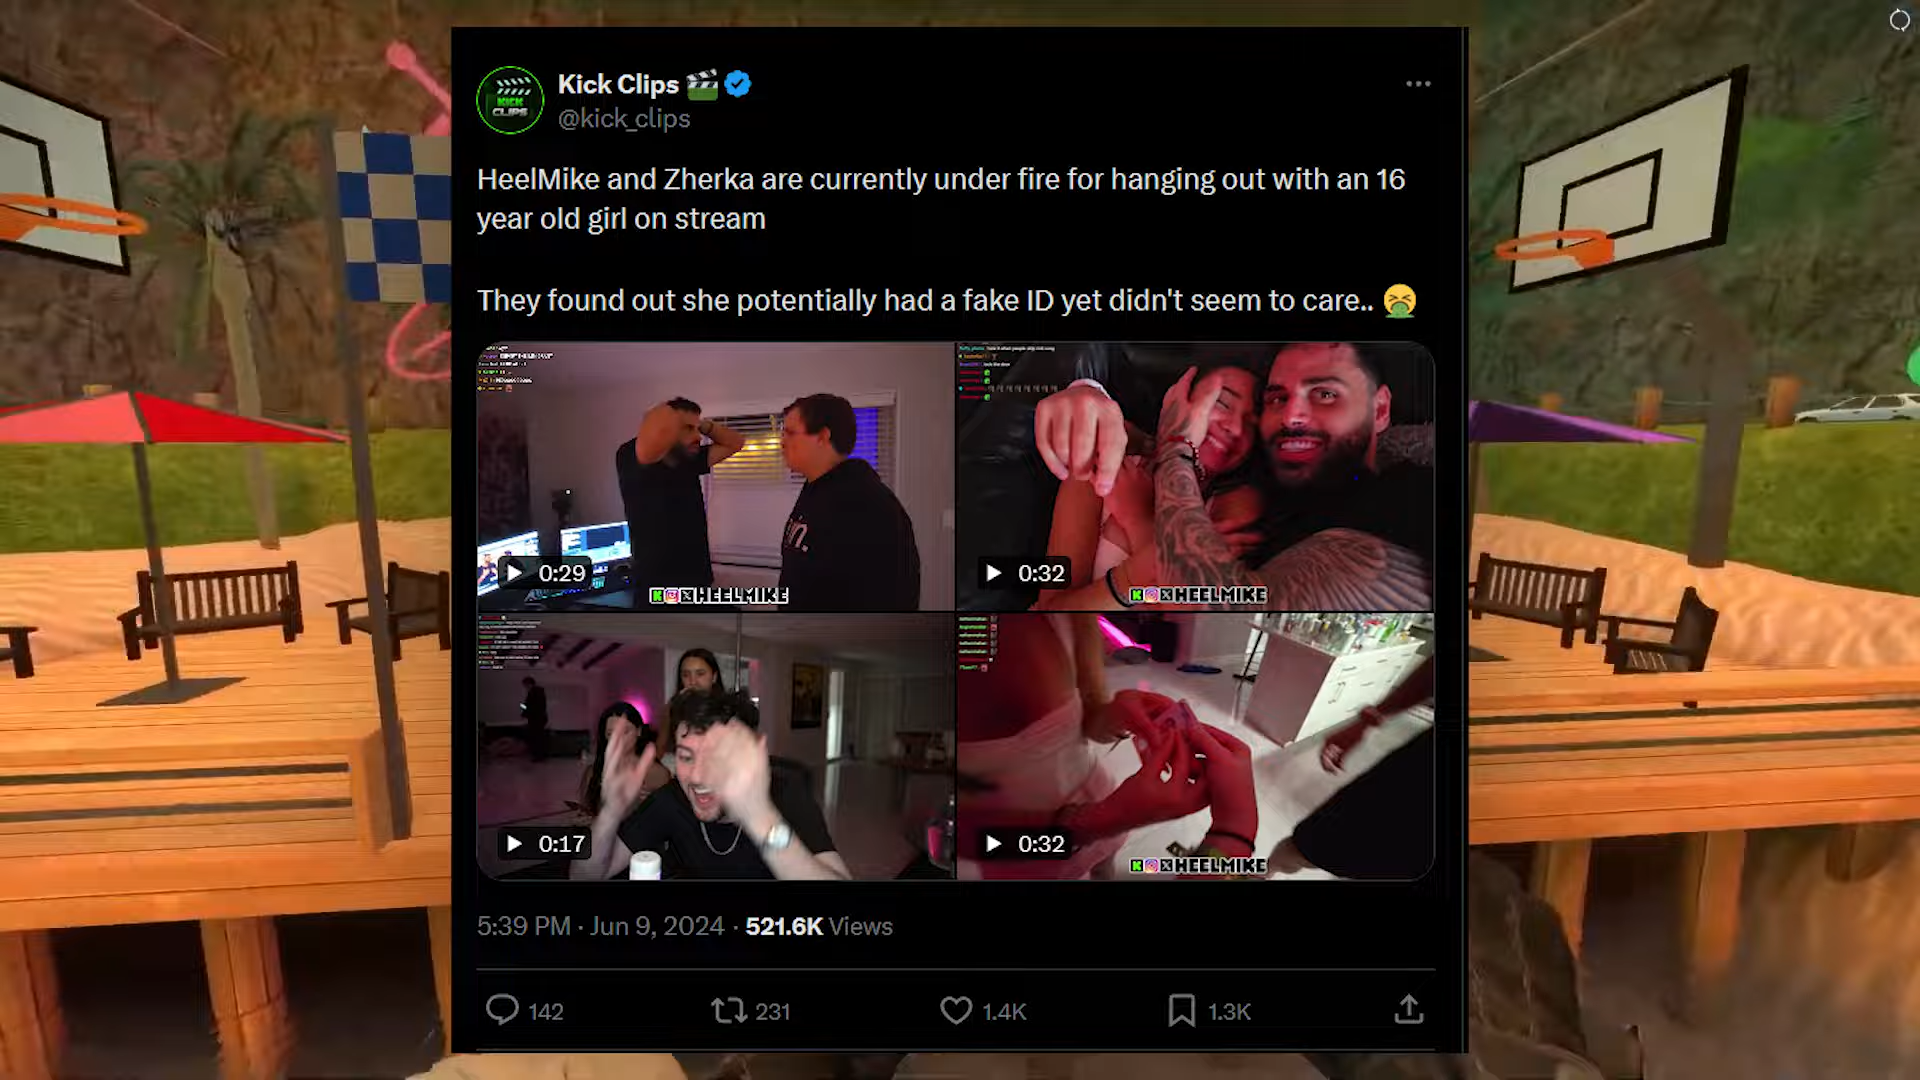 Kick Clips
@kick_clips
KICK
CLIPS
HeelMike and Zherka are currently under fire for hanging out with an 16
year old girl on stream
They found out she potentially had a fake ID yet didn't seem to care..
0:29
HEELMIKE
0:32
HEELMIKE
0:17
0:32
HEELMIKE
5:39 PM · Jun 9, 2024 · 521.6K Views
142
231
1.4K
1.3K